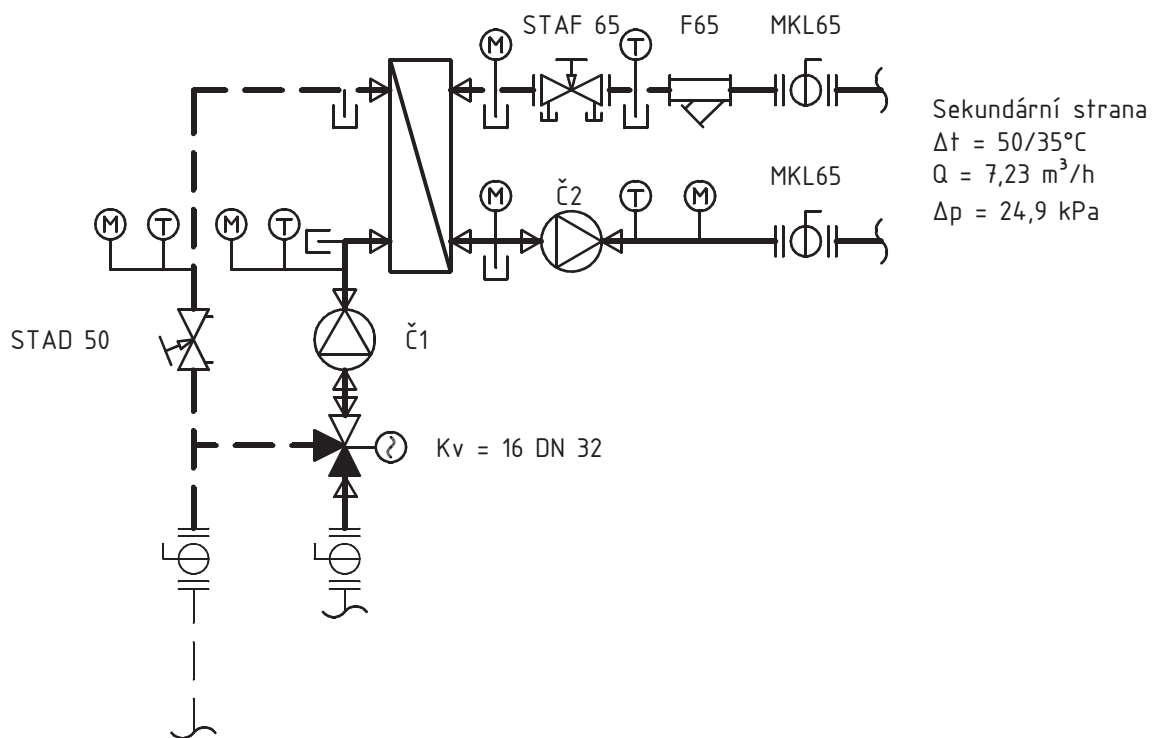 STAF 65
F65
MKL65
M
T
Sekundární strana
Δt = 50/35°C
Q = 7,23 m³/h
Δp = 24,9 kPa
MKL65
M
Č2
T
M
M
T
M
T
STAD 50
Č1
Kv = 16 DN 32